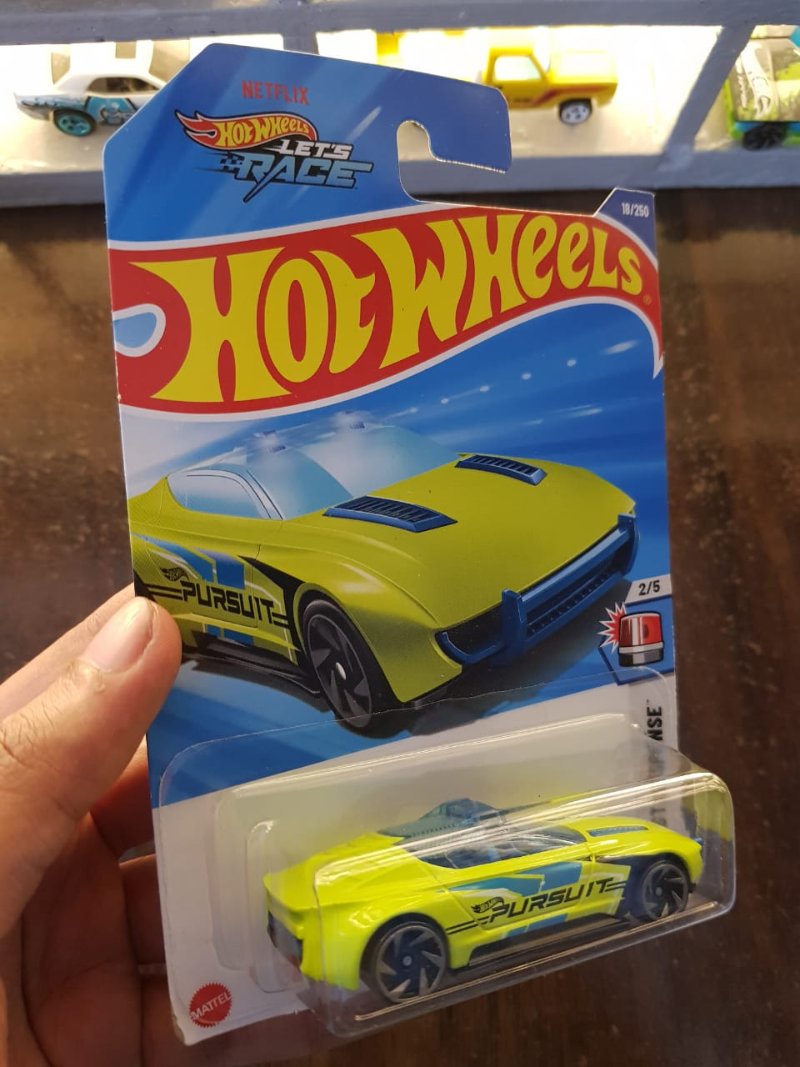 NETFLIX
HOT WHEELS
LET'S
RACE
18/250
HOT WHEELS®
PURSUIT
2/5
PURSUIT
MATTEL